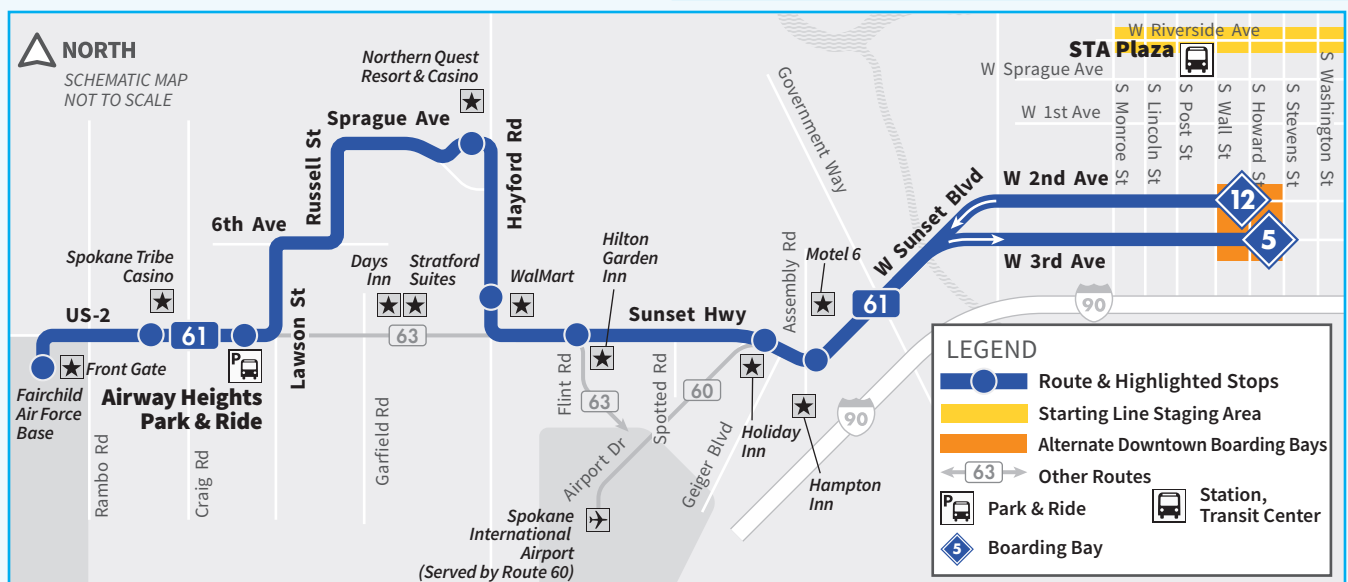 NORTH
SCHEMATIC MAP
NOT TO SCALE
Northern Quest
Resort & Casino
Sprague Ave
Russell St
Hayford Rd
6th Ave
Spokane Tribe
Casino
US-2
61
Lawson St
Days
Inn
Stratford
Suites
63
WalMart
Hilton
Garden
Inn
Sunset Hwy
Front Gate
Fairchild
Air Force
Base
P
Airway Heights
Park & Ride
Rambo Rd
Craig Rd
Garfield Rd
Flint Rd
63
Spotted Rd
60
Airport Dr
Geiger Blvd
Spokane
International
Airport
(Served by Route 60)
Holiday
Inn
Hampton
Inn
Assembly Rd
Motel 6
Government Way
W Sunset Blvd
61
90
90
W Riverside Ave
STA Plaza
W Sprague Ave
W 1st Ave
S Monroe St
S Lincoln St
S Post St
S Wall St
S Howard St
S Stevens St
S Washington St
W 2nd Ave
12
W 3rd Ave
5
LEGEND
Route & Highlighted Stops
Starting Line Staging Area
Alternate Downtown Boarding Bays
63 Other Routes
P Park & Ride
Station,
Transit Center
5 Boarding Bay